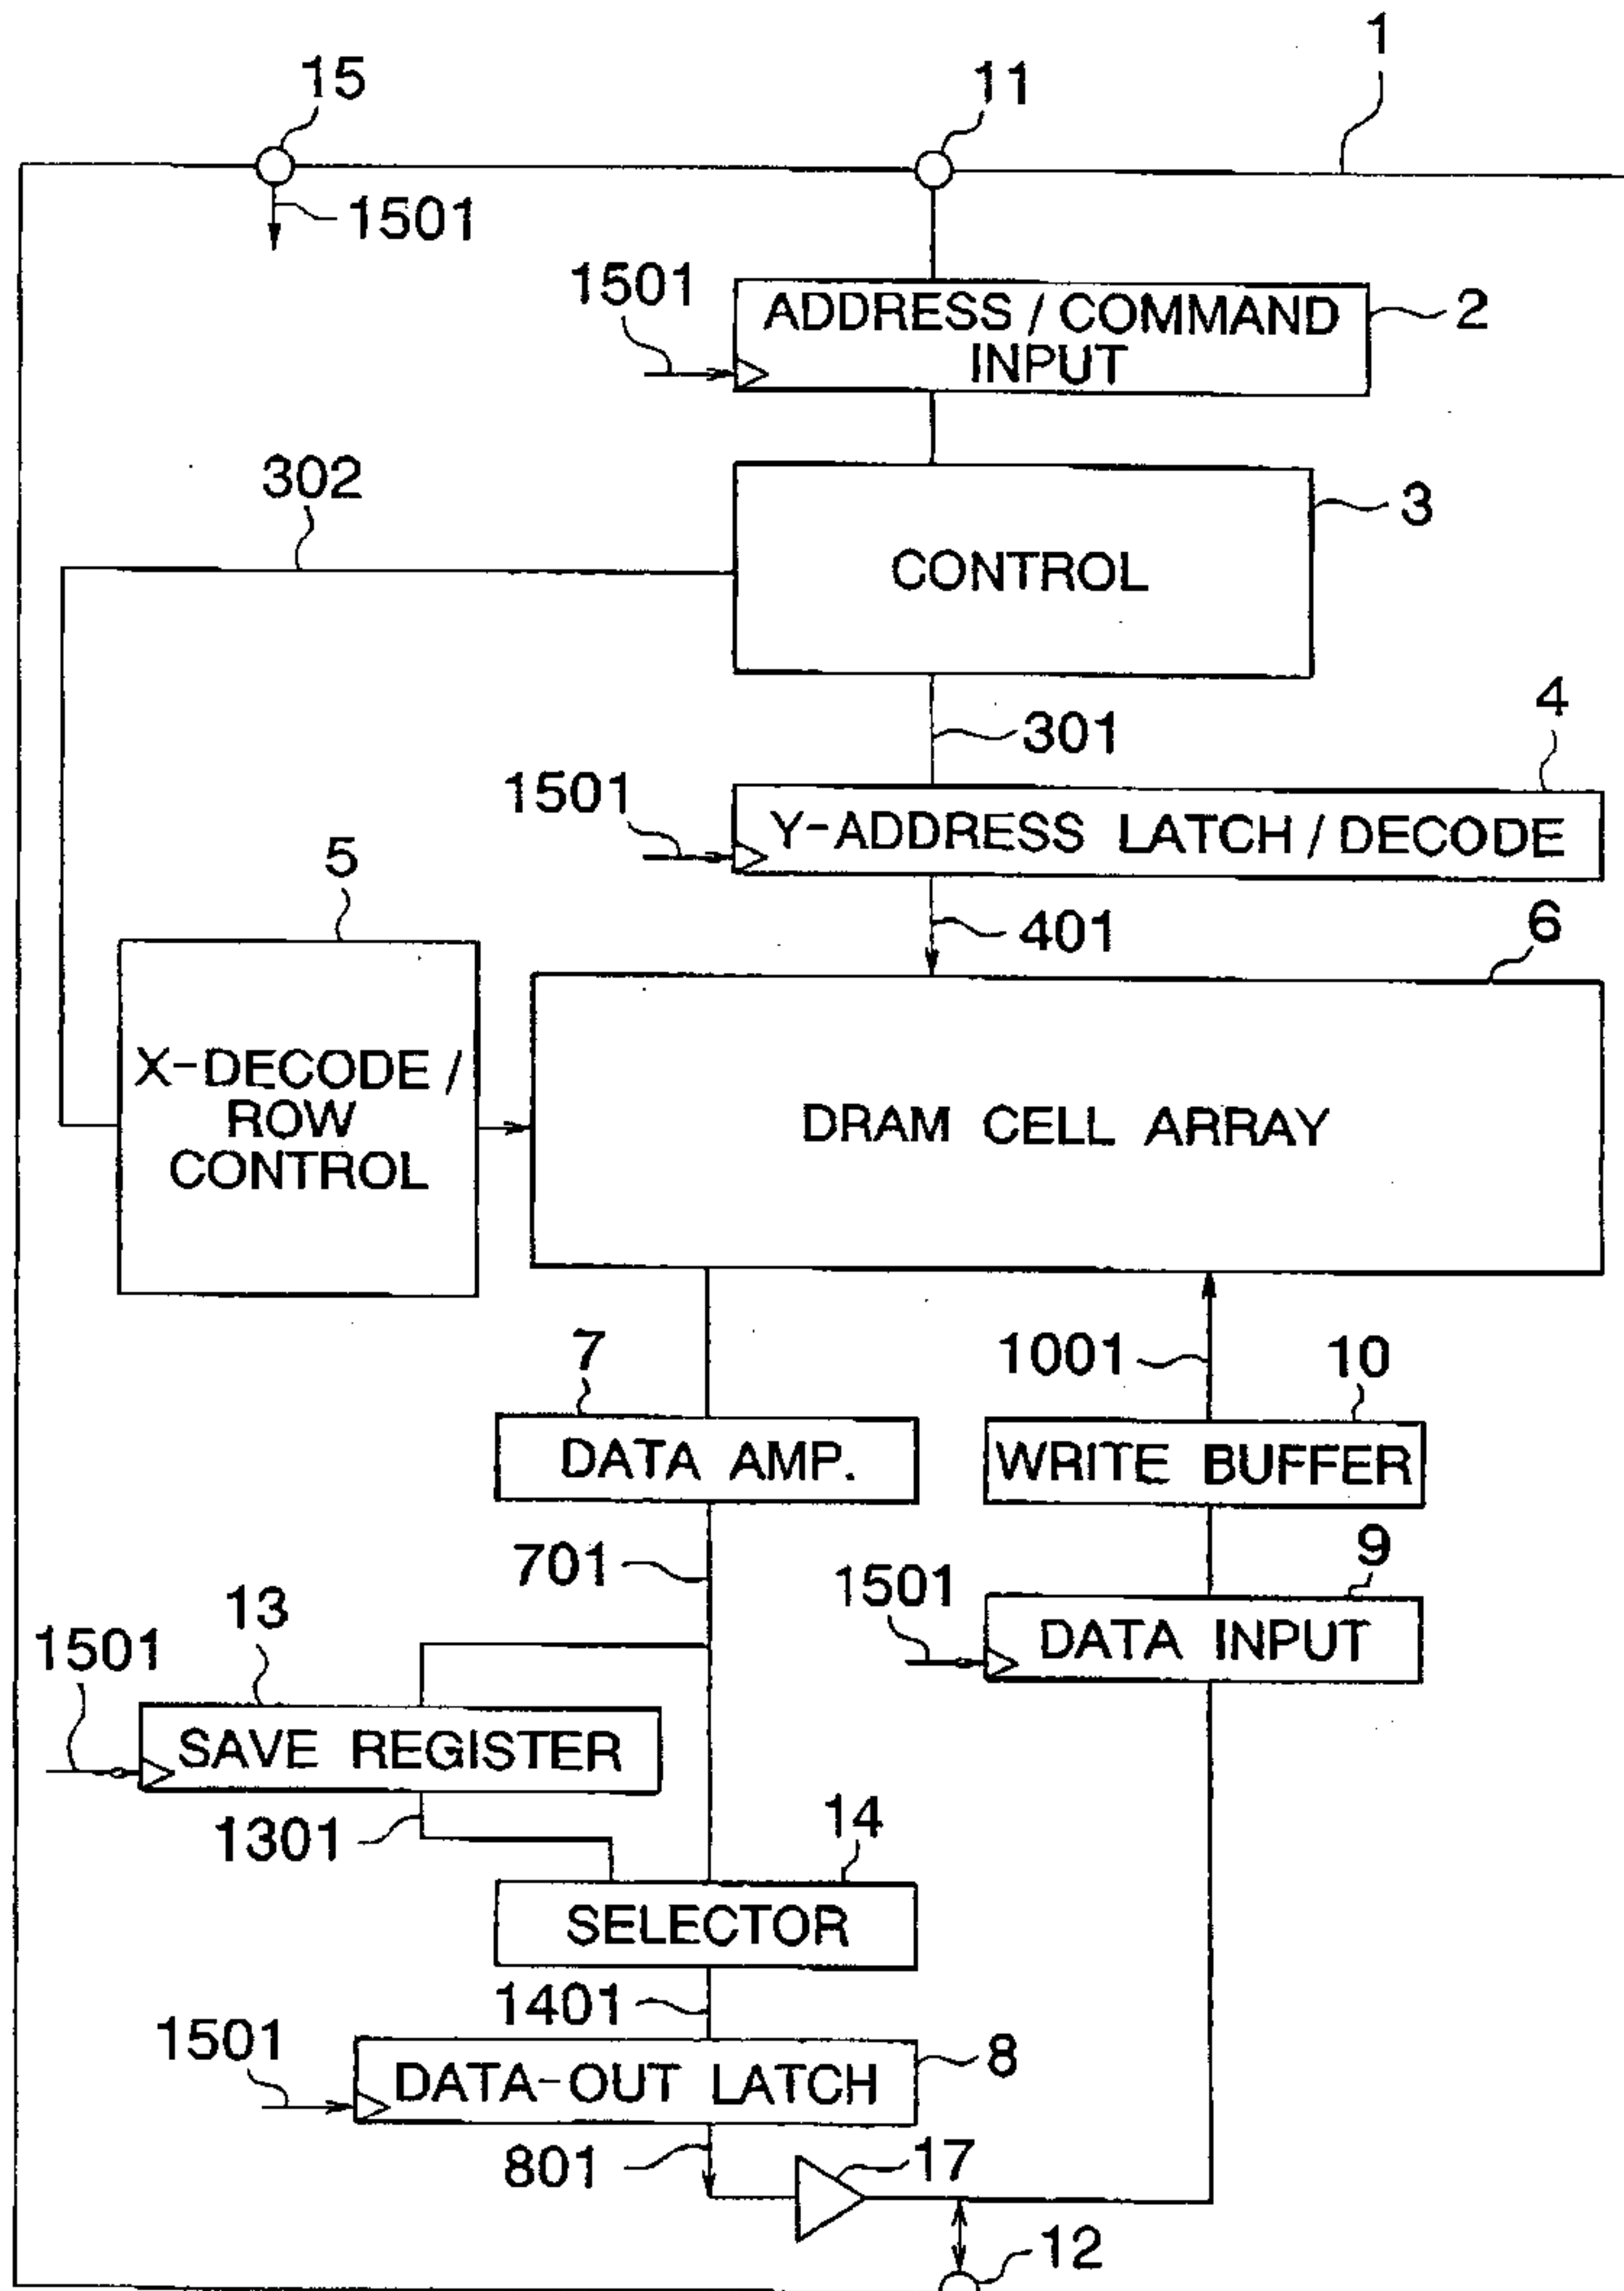 1
15
11
1501
1501
ADDRESS / COMMAND
INPUT
2
302
3
CONTROL
4
301
1501
Y-ADDRESS LATCH / DECODE
5
401
6
X-DECODE /
ROW
CONTROL
DRAM CELL ARRAY
7
1001
10
DATA AMP.
WRITE BUFFER
701
9
1501
13
DATA INPUT
1501
SAVE REGISTER
1301
14
SELECTOR
1401
1501
8
DATA-OUT LATCH
801
17
12